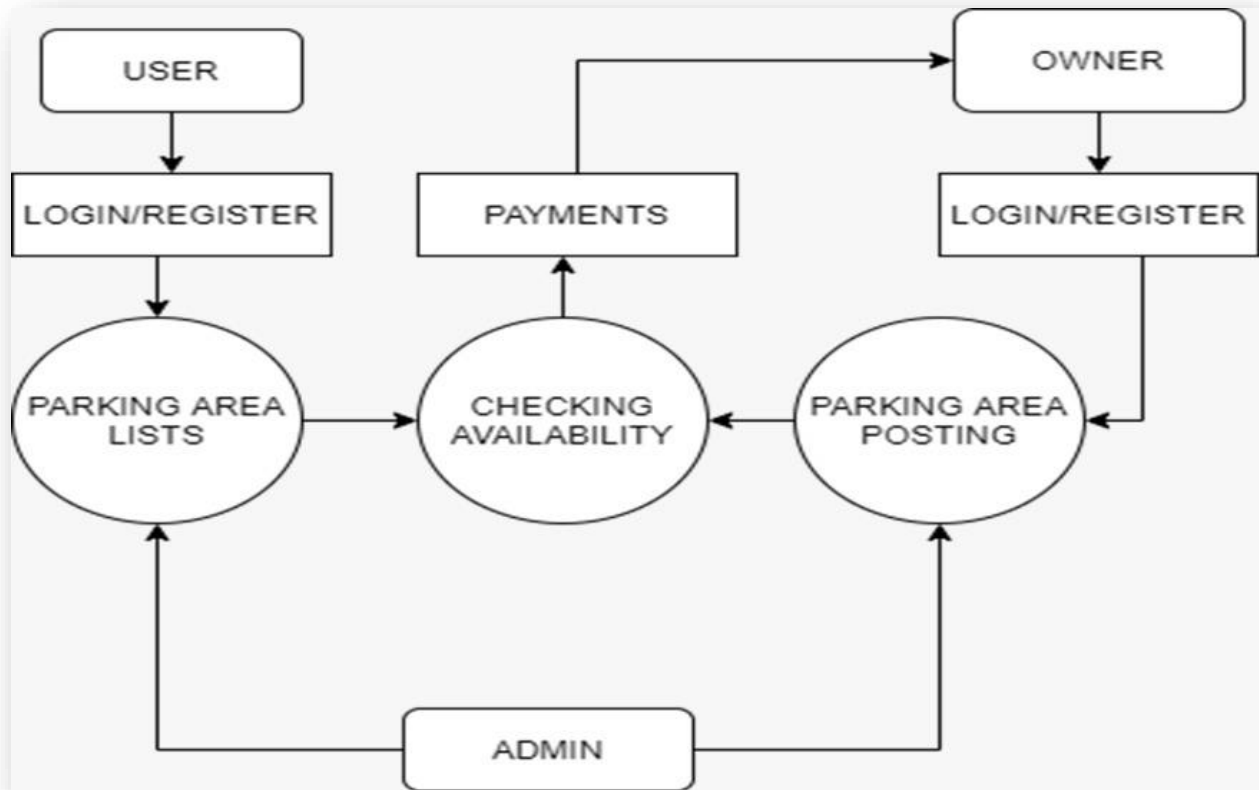 USER
OWNER
LOGIN/REGISTER
PAYMENTS
LOGIN/REGISTER
PARKING AREA
LISTS
CHECKING
AVAILABILITY
PARKING AREA
POSTING
ADMIN